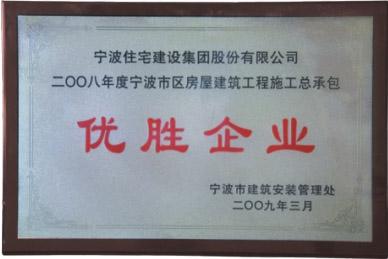 宁波住宅建设集团股份有限公司
二〇〇八年度宁波市区房屋建筑工程施工总承包
优胜企业
宁波市建筑安装管理处
二〇〇九年三月